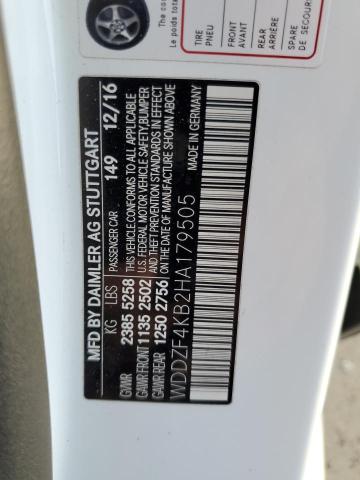 The com
Le poids tota
TIRE
PNEU
FRONT
AVANT
REAR
ARRIÈRE
SPARE
DE SECOURS
MFD BY DAIMLER AG STUTTGART
KG LBS PASSENGER CAR 149 12/16
GVWR 2385 5258 THIS VEHICLE CONFORMS TO ALL APPLICABLE
GAWR FRONT 1135 2502 U.S. FEDERAL MOTOR VEHICLE SAFETY, BUMPER
GAWR REAR 1250 2756 AND THEFT PREVENTION STANDARDS IN EFFECT
ON THE DATE OF MANUFACTURE SHOWN ABOVE
WDDZF4KB2HA179505 MADE IN GERMANY